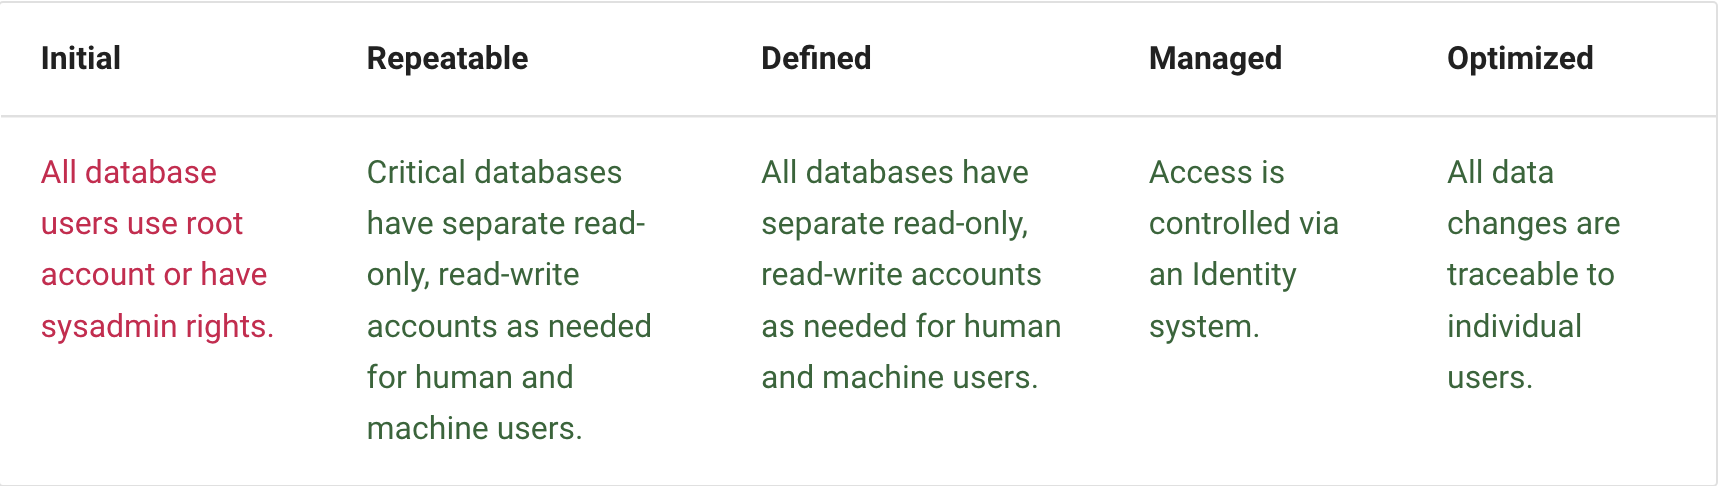 Initial
Repeatable
Defined
Managed
Optimized
All database
users use root
account or have
sysadmin rights.
Critical databases
have separate read-
only, read-write
accounts as needed
for human and
machine users.
All databases have
separate read-only,
read-write accounts
as needed for human
and machine users.
Access is
controlled via
an Identity
system.
All data
changes are
traceable to
individual
users.